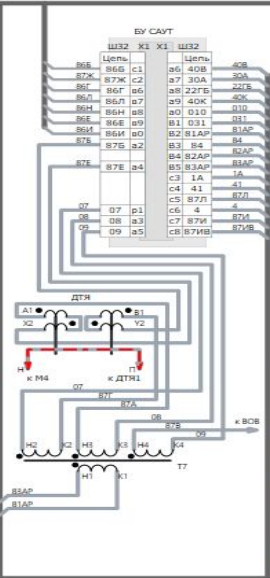 БУ САУТ
Ш32 Х1 Х1 Ш32
Цепь Цепь
86Б 86Б с1 а6 40В 40В
87Ж 87Ж с2 а7 30А 30А
86Г 86Г в6 а8 22ГБ 22ГБ
86Л 86Л в7 а9 40К 40К
86Н 86Н в8 а0 010 010
86Е 86Е в9 В1 031 031
86И 86И в0 В2 81АР 81АР
87Б 87Б а2 В3 84 84
В4 82АР 82АР
87Е 87Е а4 В5 83АР 83АР
с3 1А 1А
с4 41 41
с5 87Л 87Л
07 07 р1 с6 4 4
08 08 а3 с7 87И 87И
09 09 а5 с8 87ИВ 87ИВ
ДТЯ
А1 В1
Х2 У2
Н П
к М4 к ДТЯ1
07
87Г
87А
08
87В к ВОВ
09
Н2 К2 Н3 К3 Н4 К4
Т7
Н1 К1
83АР
81АР